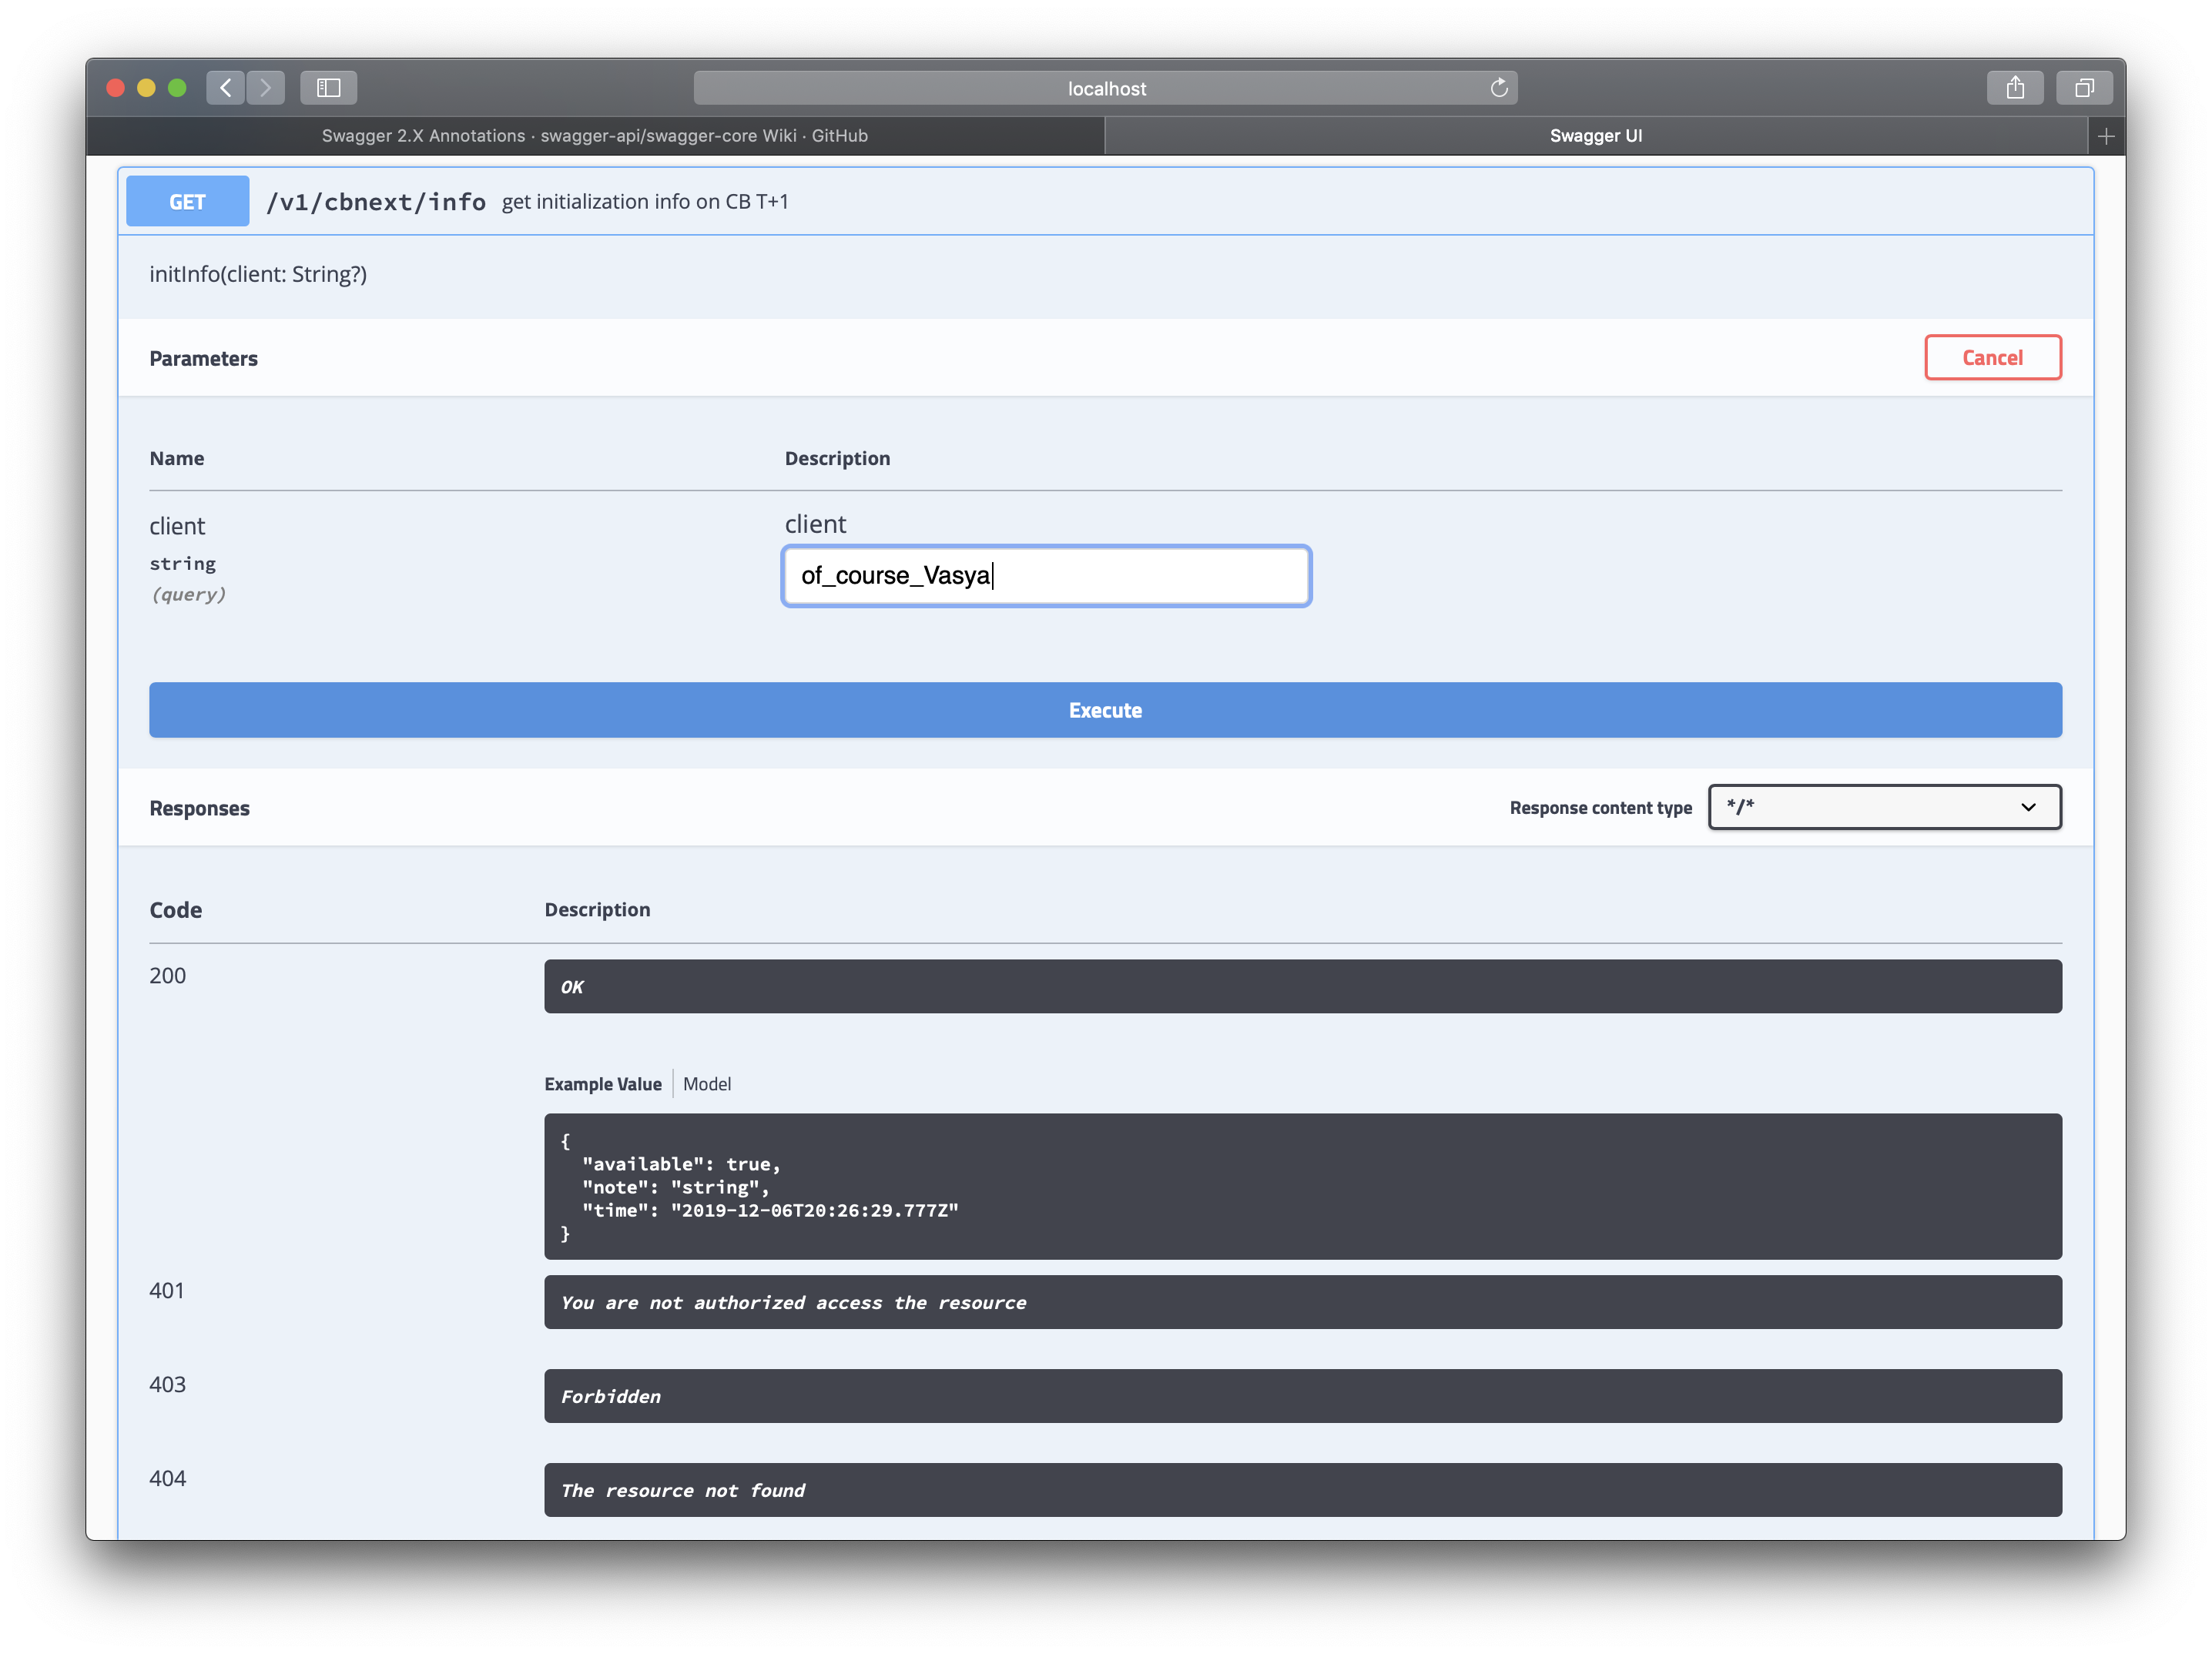 localhost
Swagger 2.X Annotations · swagger-api/swagger-core Wiki · GitHub
Swagger UI
GET /v1/cbnext/info get initialization info on CB T+1
initInfo(client: String?)
Parameters
Cancel
Name Description
client
client
string
of_course_Vasya
(query)
Execute
Responses
Response content type */*
Code Description
200
OK
Example Value Model
{
"available": true,
"note": "string",
"time": "2019-12-06T20:26:29.777Z"
}
401
You are not authorized access the resource
403
Forbidden
404
The resource not found